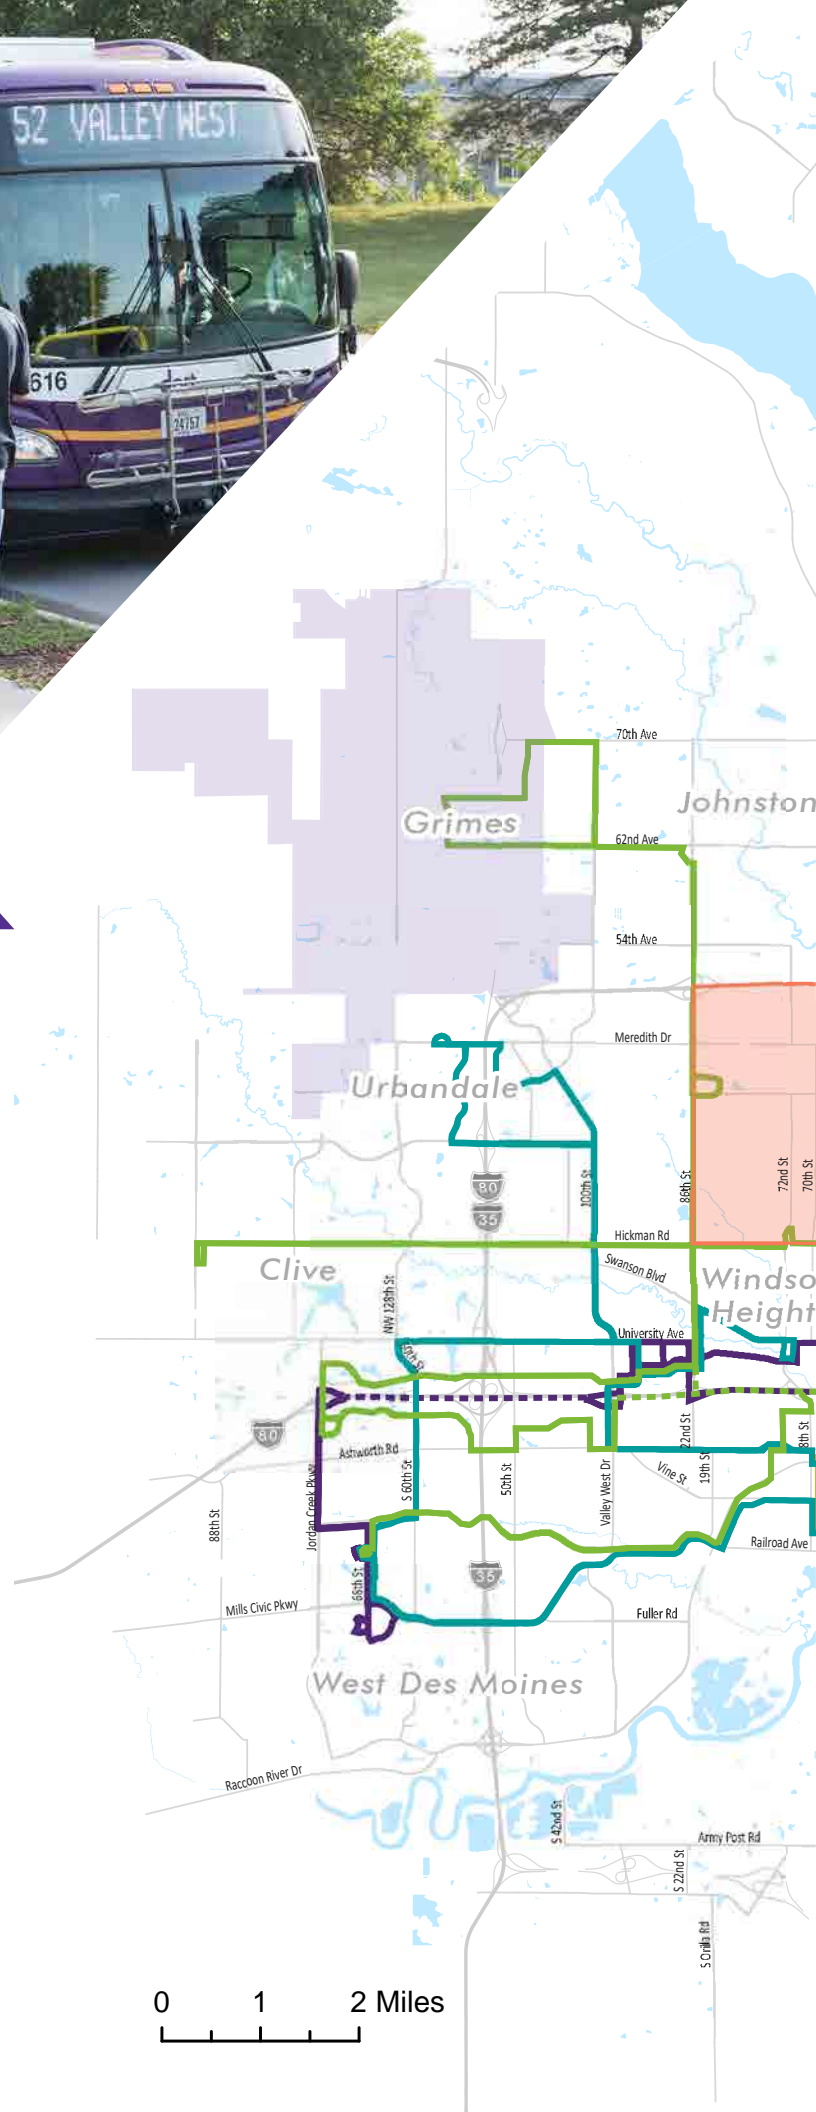 52 VALLEY WEST
616
dart
24757
70th Ave
Johnston
Grimes
62nd Ave
54th Ave
Meredith Dr
Urbandale
72nd St
70th St
100th St
86th St
80
35
Hickman Rd
Clive
Swanson Blvd
Windso
Height
NW 128th St
University Ave
60th St
80
Ashworth Rd
22nd St
8th St
S 60th St
50th St
Valley West Dr
Vine St
19th St
Jordan Creek Pkwy
88th St
Railroad Ave
35
68th St
Mills Civic Pkwy
Fuller Rd
West Des Moines
Raccoon River Dr
S 42nd St
Army Post Rd
S 22nd St
S Orilla Rd
0 1 2 Miles